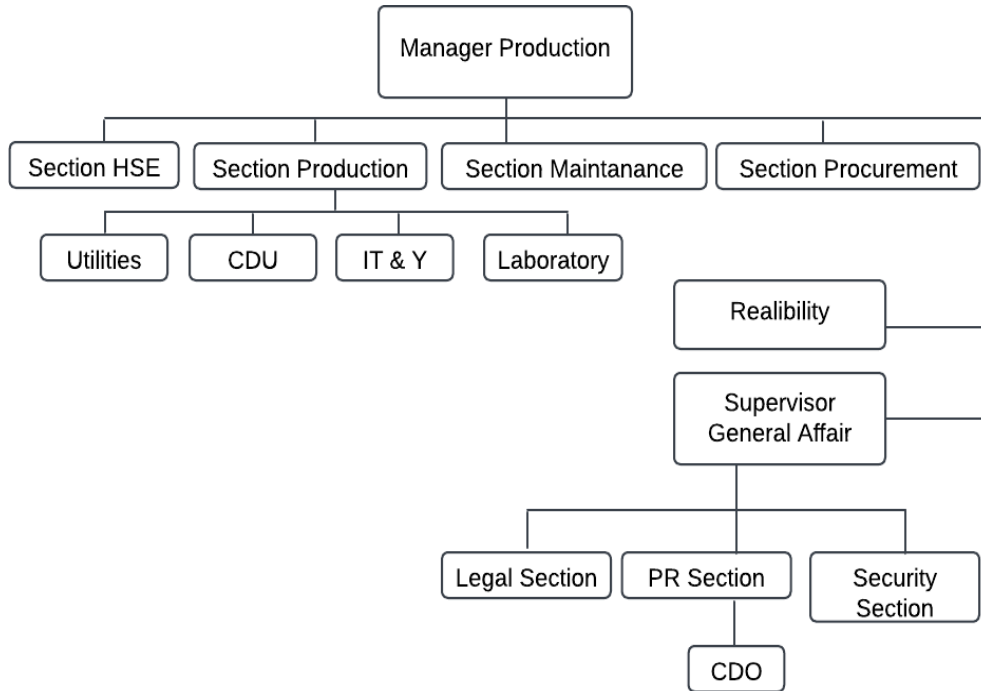 Manager Production
Section HSE
Section Production
Section Maintanance
Section Procurement
Utilities
CDU
IT & Y
Laboratory
Realibility
Supervisor
General Affair
Legal Section
PR Section
Security
Section
CDO